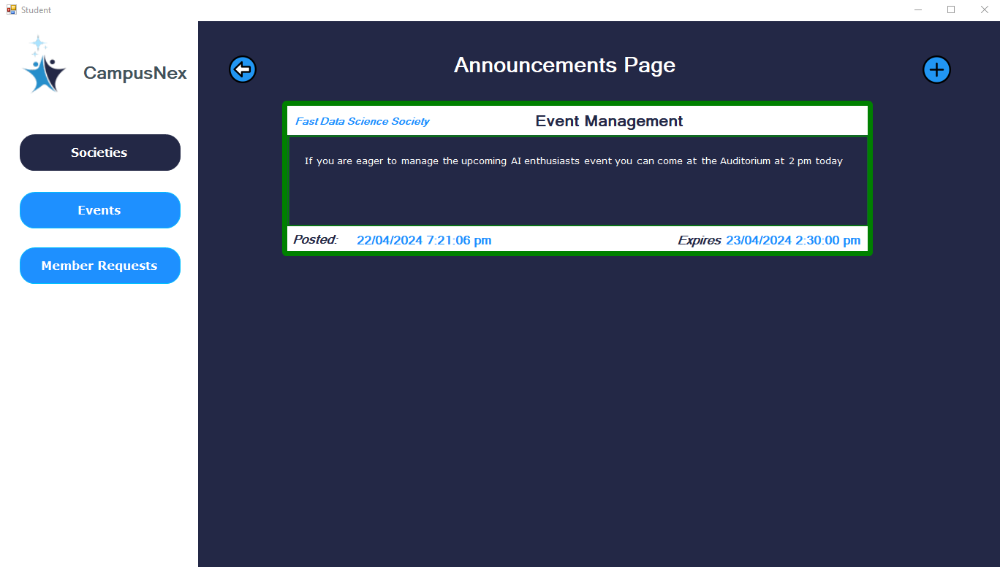 Student
CampusNex
Announcements Page
Societies
Events
Member Requests
Fast Data Science Society
Event Management
If you are eager to manage the upcoming AI enthusiasts event you can come at the Auditorium at 2 pm today
Posted: 22/04/2024 7:21:06 pm
Expires 23/04/2024 2:30:00 pm